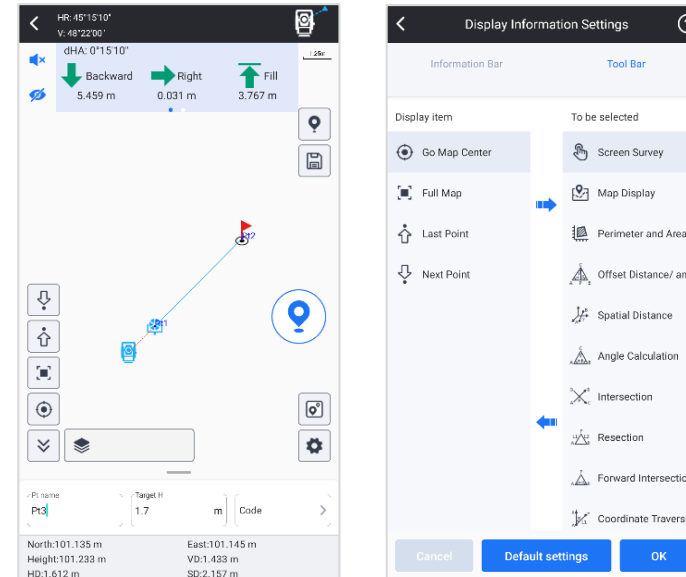 HR: 45°15'10"
V: 48°22'00"
dHA: 0°15'10"
Backward
Right
Fill
5.459 m
0.031 m
3.767 m
Pt2
Pt1
Pt name
Pt3
Target H
1.7
m
Code
North:101.135 m
East:101.145 m
Height:101.233 m
VD:1.433 m
HD:1.612 m
SD:2.157 m
Display Information Settings
Information Bar
Tool Bar
Display item
To be selected
Go Map Center
Screen Survey
Full Map
Map Display
Last Point
Perimeter and Area
Next Point
Offset Distance/ an
Spatial Distance
Angle Calculation
Intersection
Resection
Forward Intersectio
Coordinate Travers
Cancel
Default settings
OK